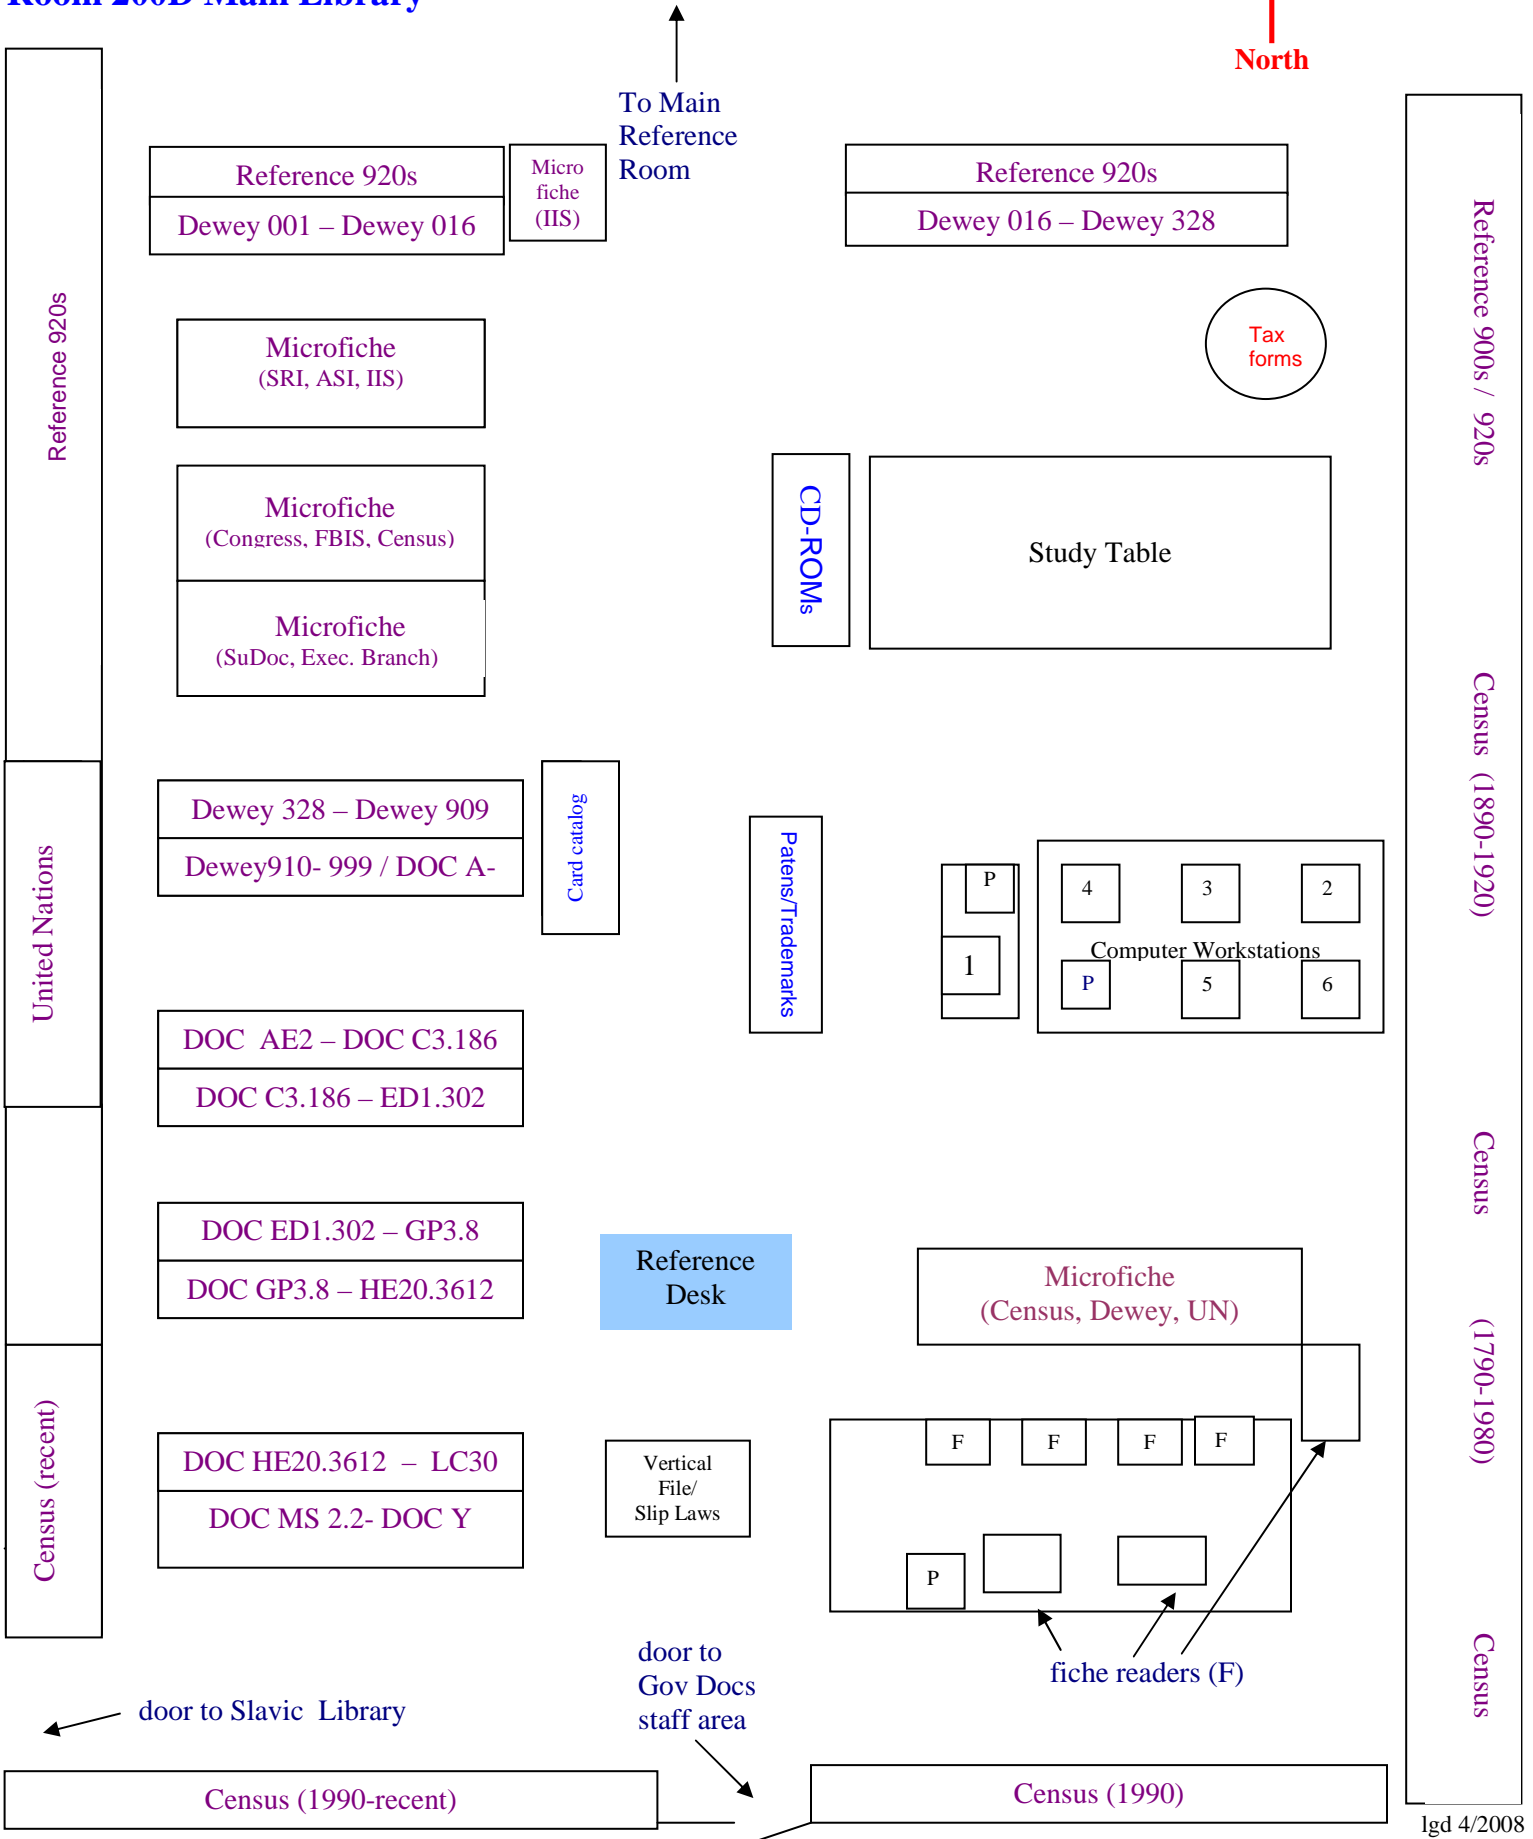 Room 200D Main Library
North
To Main
Reference
Room
Reference 920s
Dewey 001 – Dewey 016
Micro
fiche
(IIS)
Reference 920s
Dewey 016 – Dewey 328
Reference 920s
Microfiche
(SRI, ASI, IIS)
Tax
forms
Reference 900s / 920s
Microfiche
(Congress, FBIS, Census)
Microfiche
(SuDoc, Exec. Branch)
CD-ROMs
Study Table
Census (1890-1920)
United Nations
Dewey 328 – Dewey 909
Dewey910- 999 / DOC A-
Card catalog
Patens/Trademarks
P
1
4
3
2
Computer Workstations
P
5
6
DOC AE2 – DOC C3.186
DOC C3.186 – ED1.302
Census
DOC ED1.302 – GP3.8
DOC GP3.8 – HE20.3612
Reference
Desk
Microfiche
(Census, Dewey, UN)
(1790-1980)
Census (recent)
DOC HE20.3612 – LC30
DOC MS 2.2- DOC Y
Vertical
File/
Slip Laws
F
F
F
F
P
fiche readers (F)
Census
door to
Gov Docs
staff area
door to Slavic Library
Census (1990-recent)
Census (1990)
lgd 4/2008